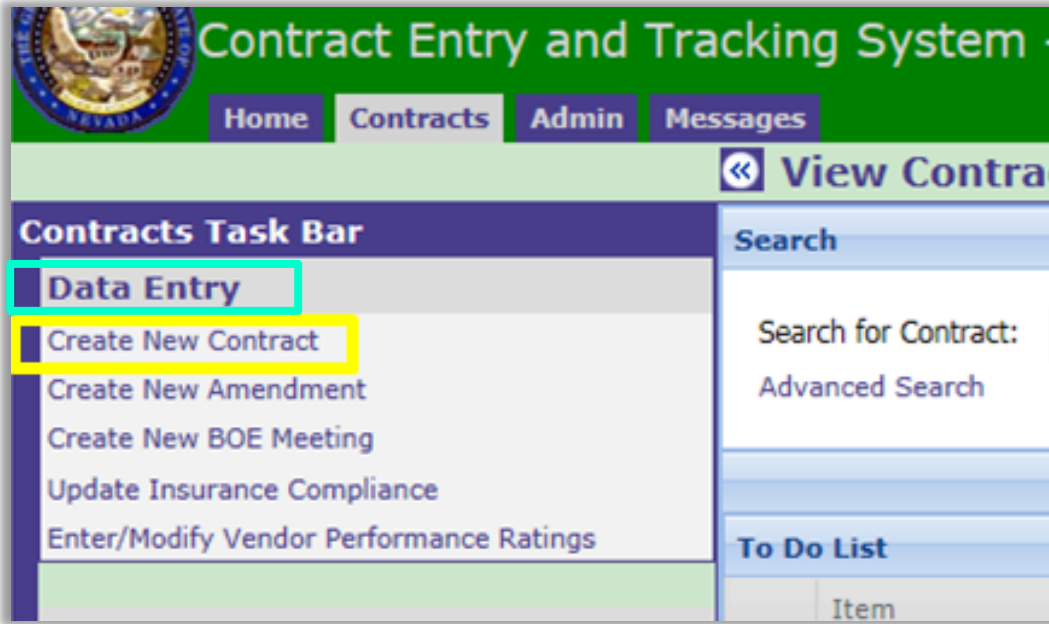 Contract Entry and Tracking System -
NEVADA
Home Contracts Admin Messages
View Contrac
Contracts Task Bar
Data Entry
Create New Contract
Create New Amendment
Create New BOE Meeting
Update Insurance Compliance
Enter/Modify Vendor Performance Ratings
Search
Search for Contract:
Advanced Search
To Do List
Item